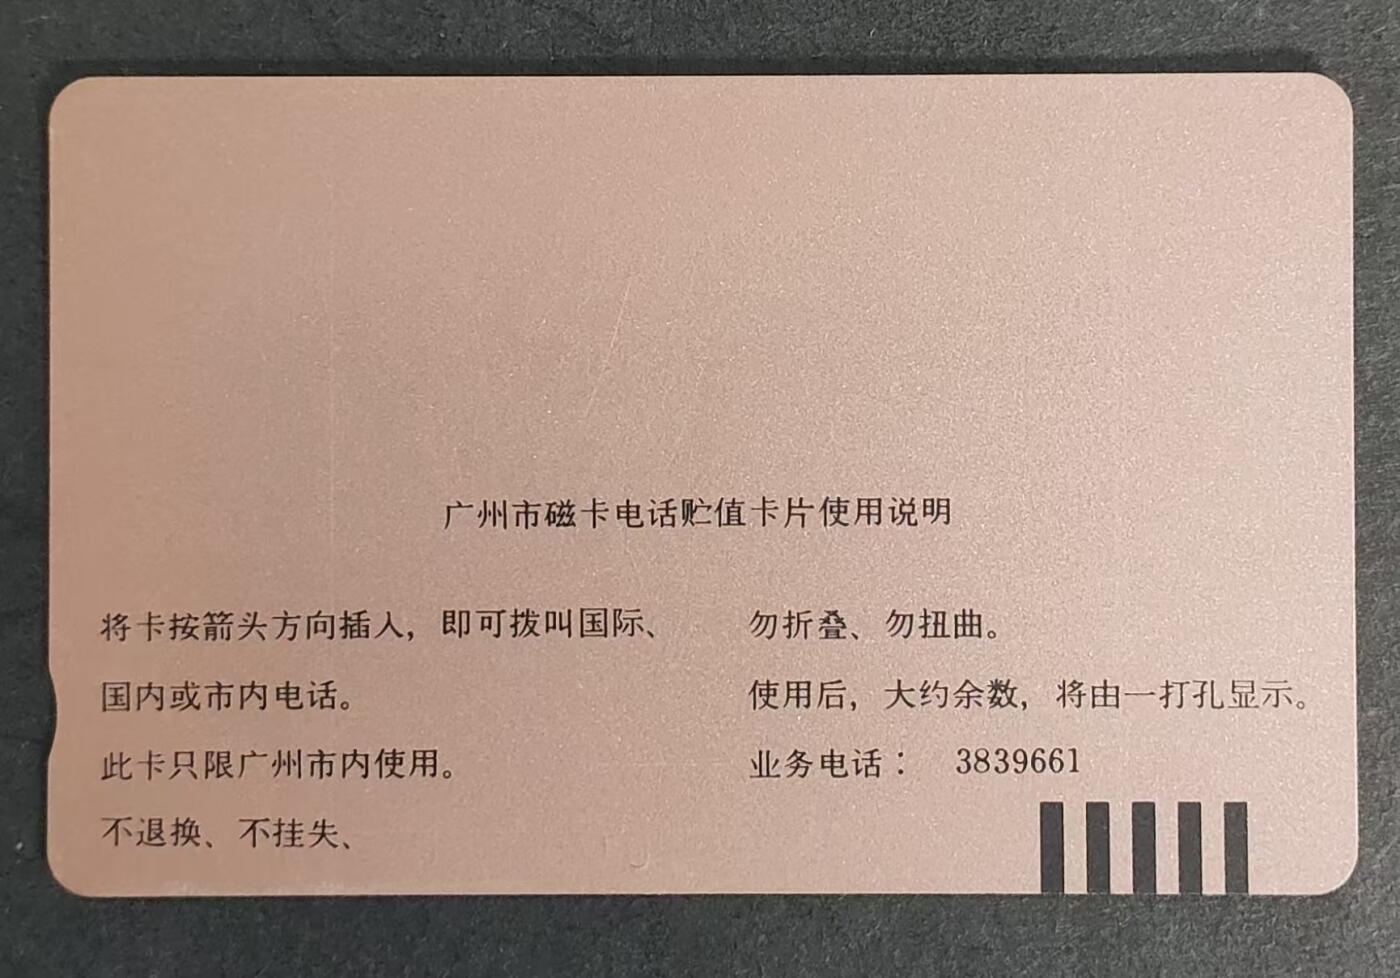 广州市磁卡电话贮值卡片使用说明
将卡按箭头方向插入，即可拨叫国际、
国内或市内电话。
此卡只限广州市内使用。
不退换、不挂失、
勿折叠、勿扭曲。
使用后，大约余数，将由一打孔显示。
业务电话： 3839661